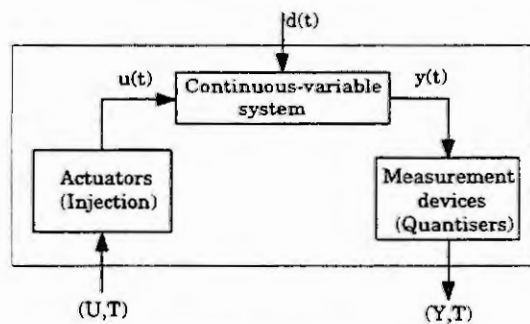 d(t)
u(t)
Continuous-variable
system
y(t)
Actuators
(Injection)
Measurement
devices
(Quantisers)
(U,T)
(Y,T)